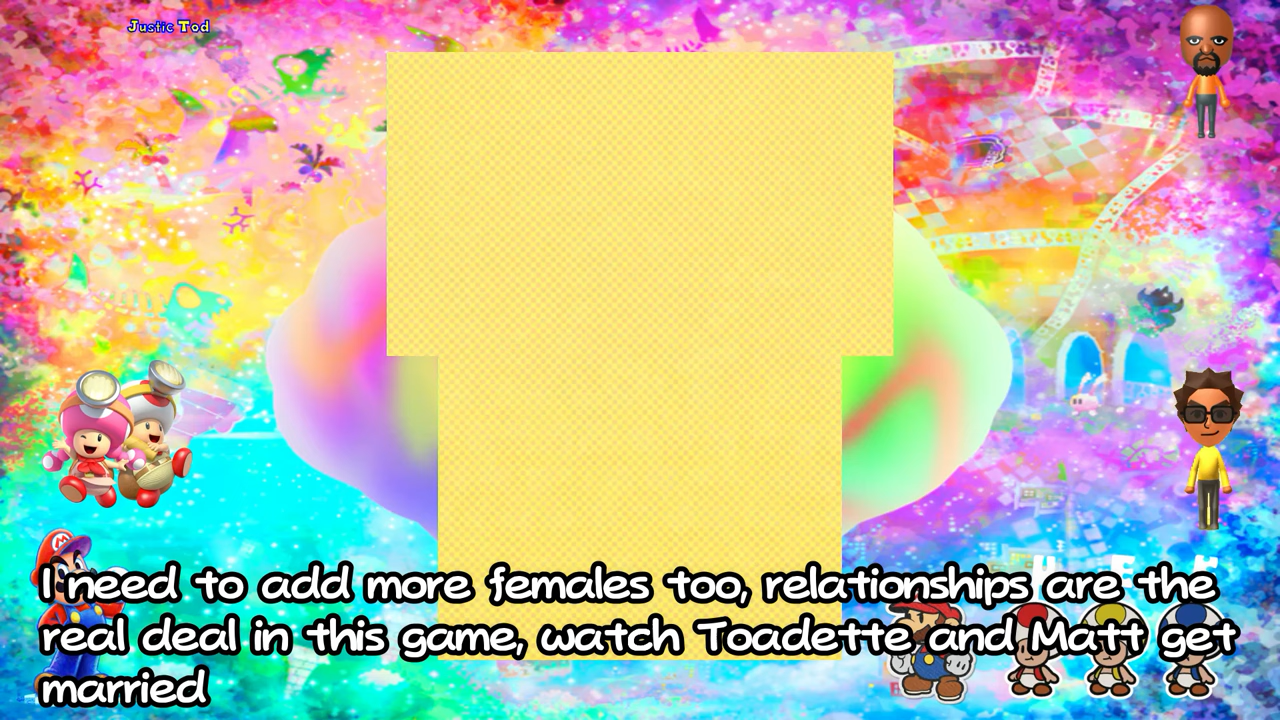 Justic Tod
I need to add more females too, relationships are the
real deal in this game, watch Toadette and Matt get
married